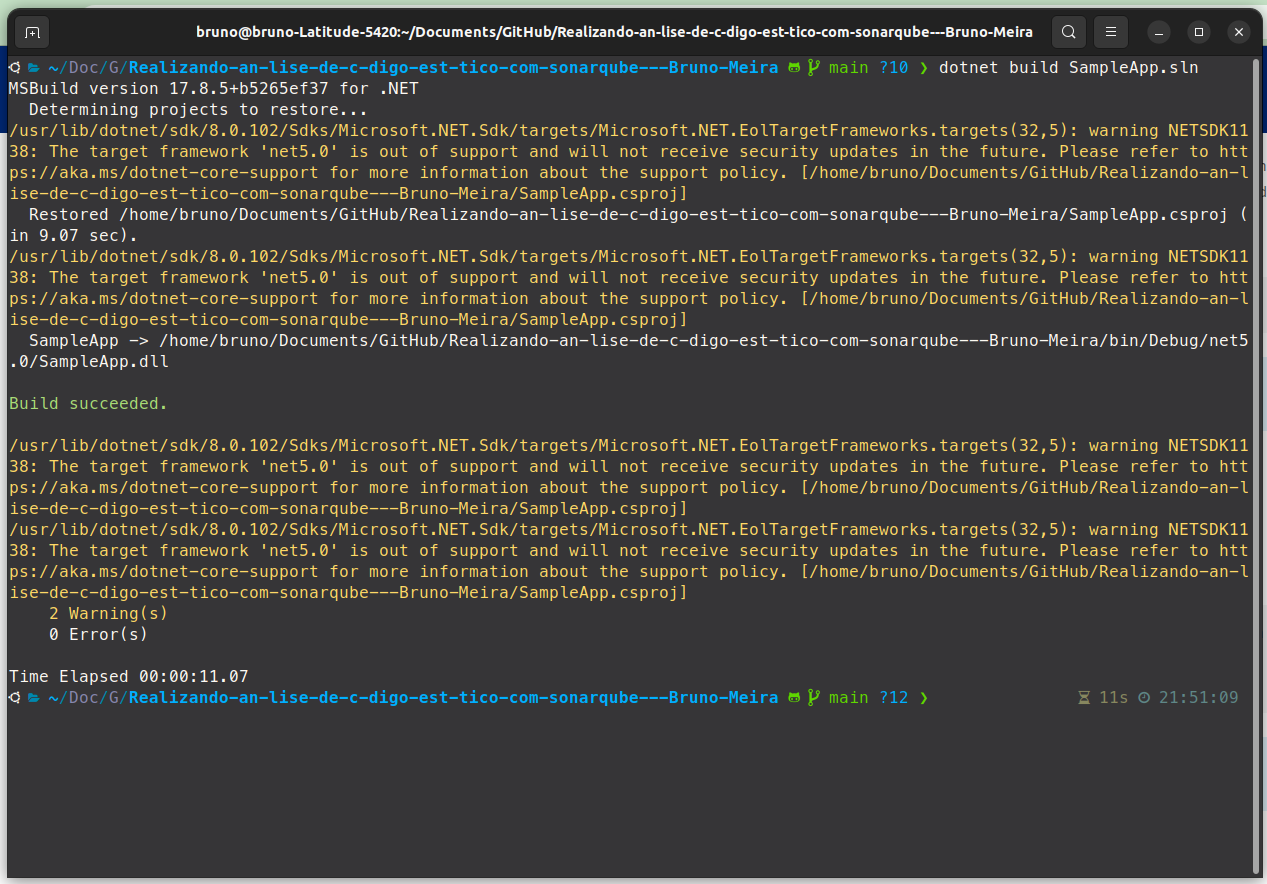 bruno@bruno-Latitude-5420:~/Documents/GitHub/Realizando-an-lise-de-c-digo-est-tico-com-sonarqube---Bruno-Meira
~/Doc/G/Realizando-an-lise-de-c-digo-est-tico-com-sonarqube---Bruno-Meira main ?10 ❯ dotnet build SampleApp.sln
MSBuild version 17.8.5+b5265ef37 for .NET
  Determining projects to restore...
/usr/lib/dotnet/sdk/8.0.102/Sdks/Microsoft.NET.Sdk/targets/Microsoft.NET.EolTargetFrameworks.targets(32,5): warning NETSDK11
38: The target framework 'net5.0' is out of support and will not receive security updates in the future. Please refer to htt
ps://aka.ms/dotnet-core-support for more information about the support policy. [/home/bruno/Documents/GitHub/Realizando-an-l
ise-de-c-digo-est-tico-com-sonarqube---Bruno-Meira/SampleApp.csproj]
  Restored /home/bruno/Documents/GitHub/Realizando-an-lise-de-c-digo-est-tico-com-sonarqube---Bruno-Meira/SampleApp.csproj (
in 9.07 sec).
/usr/lib/dotnet/sdk/8.0.102/Sdks/Microsoft.NET.Sdk/targets/Microsoft.NET.EolTargetFrameworks.targets(32,5): warning NETSDK11
38: The target framework 'net5.0' is out of support and will not receive security updates in the future. Please refer to htt
ps://aka.ms/dotnet-core-support for more information about the support policy. [/home/bruno/Documents/GitHub/Realizando-an-l
ise-de-c-digo-est-tico-com-sonarqube---Bruno-Meira/SampleApp.csproj]
  SampleApp -> /home/bruno/Documents/GitHub/Realizando-an-lise-de-c-digo-est-tico-com-sonarqube---Bruno-Meira/bin/Debug/net5
.0/SampleApp.dll
Build succeeded.
/usr/lib/dotnet/sdk/8.0.102/Sdks/Microsoft.NET.Sdk/targets/Microsoft.NET.EolTargetFrameworks.targets(32,5): warning NETSDK11
38: The target framework 'net5.0' is out of support and will not receive security updates in the future. Please refer to htt
ps://aka.ms/dotnet-core-support for more information about the support policy. [/home/bruno/Documents/GitHub/Realizando-an-l
ise-de-c-digo-est-tico-com-sonarqube---Bruno-Meira/SampleApp.csproj]
/usr/lib/dotnet/sdk/8.0.102/Sdks/Microsoft.NET.Sdk/targets/Microsoft.NET.EolTargetFrameworks.targets(32,5): warning NETSDK11
38: The target framework 'net5.0' is out of support and will not receive security updates in the future. Please refer to htt
ps://aka.ms/dotnet-core-support for more information about the support policy. [/home/bruno/Documents/GitHub/Realizando-an-l
ise-de-c-digo-est-tico-com-sonarqube---Bruno-Meira/SampleApp.csproj]
    2 Warning(s)
    0 Error(s)
Time Elapsed 00:00:11.07
~/Doc/G/Realizando-an-lise-de-c-digo-est-tico-com-sonarqube---Bruno-Meira main ?12 ❯ 11s 21:51:09